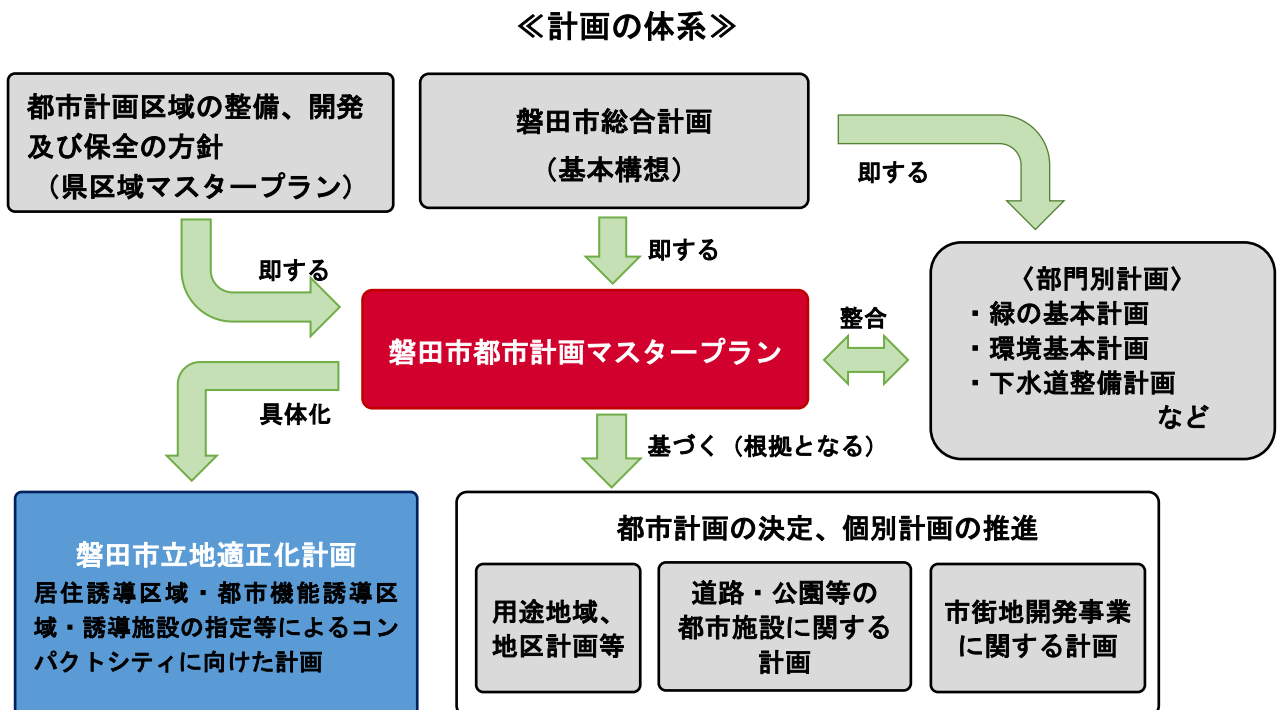 ≪計画の体系≫
都市計画区域の整備、開発
及び保全の方針
（県区域マスタープラン）
磐田市総合計画
（基本構想）
即する
即する
即する
〈部門別計画〉
・緑の基本計画
・環境基本計画
・下水道整備計画
など
磐田市都市計画マスタープラン
整合
具体化
基づく（根拠となる）
磐田市立地適正化計画
居住誘導区域・都市機能誘導区
域・誘導施設の指定等によるコン
パクトシティに向けた計画
都市計画の決定、個別計画の推進
用途地域、
地区計画等
道路・公園等の
都市施設に関する
計画
市街地開発事業
に関する計画